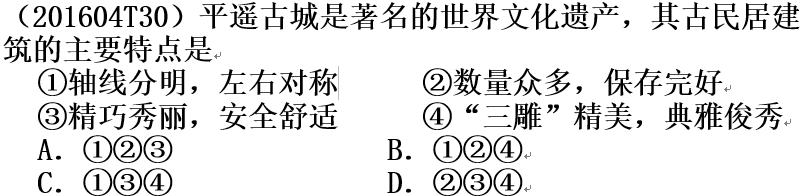 （201604T30）平遥古城是著名的世界文化遗产，其古民居建
筑的主要特点是
①轴线分明，左右对称 ②数量众多，保存完好
③精巧秀丽，安全舒适 ④“三雕”精美，典雅俊秀
A．①②③ B．①②④
C．①③④ D．②③④